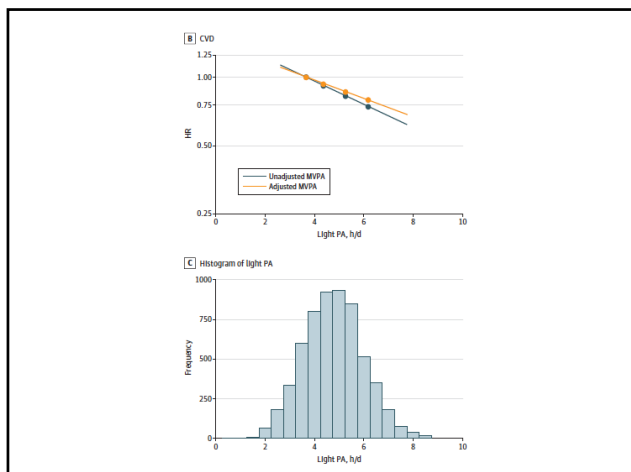 B CVD
1.25
1.00
0.75
HR
0.50
Unadjusted MVPA
Adjusted MVPA
0.25
0 2 4 6 8 10
Light PA, h/d
C Histogram of light PA
1000
750
Frequency
500
250
0
0 2 4 6 8 10
Light PA, h/d